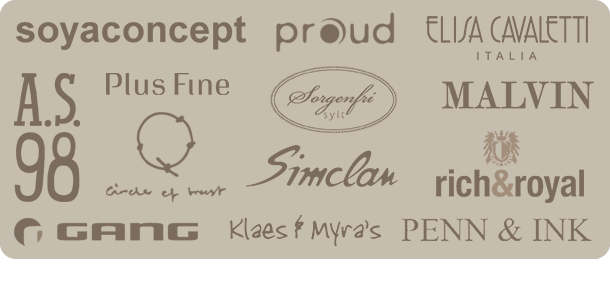 soyaconcept
proud
ELISA CAVALETTI
ITALIA
A.S.
98
Plus Fine
Sorgenfri
sylt
MALVIN
circle of trust
Simclan
rich&royal
GANG
Klaes & Myra's
PENN & INK